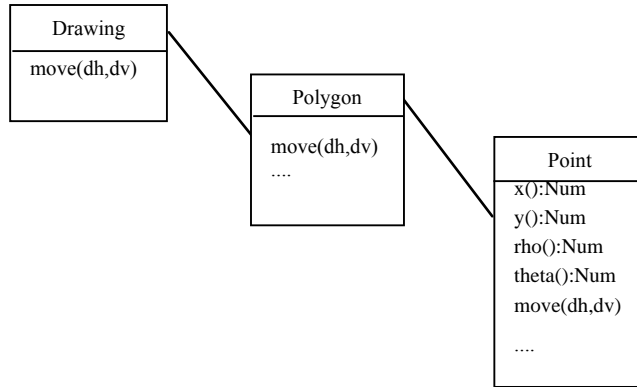 Drawing
move(dh,dv)
Polygon
move(dh,dv)
....
Point
x():Num
y():Num
rho():Num
theta():Num
move(dh,dv)
....